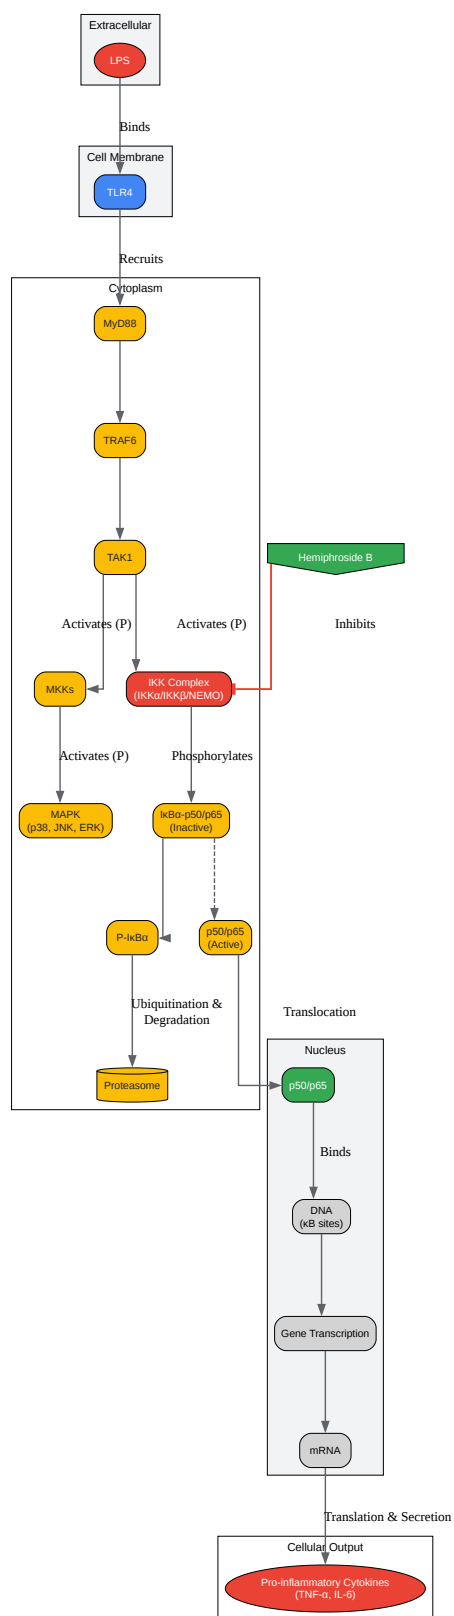 Extracellular
LPS
Binds
Cell Membrane
TLR4
Recruits
Cytoplasm
MyD88
TRAF6
TAK1
Hemiphroside B
Activates (P)
Activates (P)
Inhibits
MKKs
IKK Complex
(IKKα/IKKβ/NEMO)
Activates (P)
Phosphorylates
MAPK
(p38, JNK, ERK)
IκBα-p50/p65
(Inactive)
P-IκBα
p50/p65
(Active)
Ubiquitination &
Degradation
Translocation
Nucleus
Proteasome
p50/p65
Binds
DNA
(κB sites)
Gene Transcription
mRNA
Translation & Secretion
Cellular Output
Pro-inflammatory Cytokines
(TNF-α, IL-6)